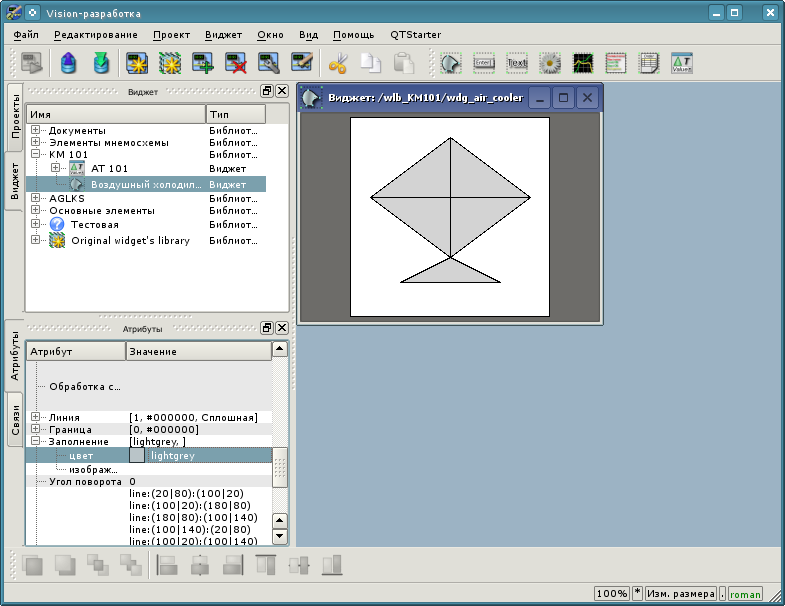 Vision-разработка
Файл Редактирование Проект Виджет Окно Вид Помощь QTStarter
Text
Проекты
Виджет
Виджет
Имя Тип
Документы Библиот...
Элементы мнемосхемы Библиот...
КМ 101 Библиот...
АТ 101 Виджет
Воздушный холодил... Виджет
AGLKS Библиот...
Основные элементы Библиот...
Тестовая Библиот...
Original widget's library Библиот...
Виджет: /wlb_KM101/wdg_air_cooler
Атрибуты
Связи
Атрибуты
Атрибут Значение
Обработка с...
Линия [1, #000000, Сплошная]
Граница [0, #000000]
Заполнение [lightgrey, ]
цвет lightgrey
изображ...
Угол поворота 0
line:(20|80):(100|20)
line:(100|20):(180|80)
line:(180|80):(100|140)
line:(100|140):(20|80)
line:(100|20):(100|140)
100% * Изм. размера . roman